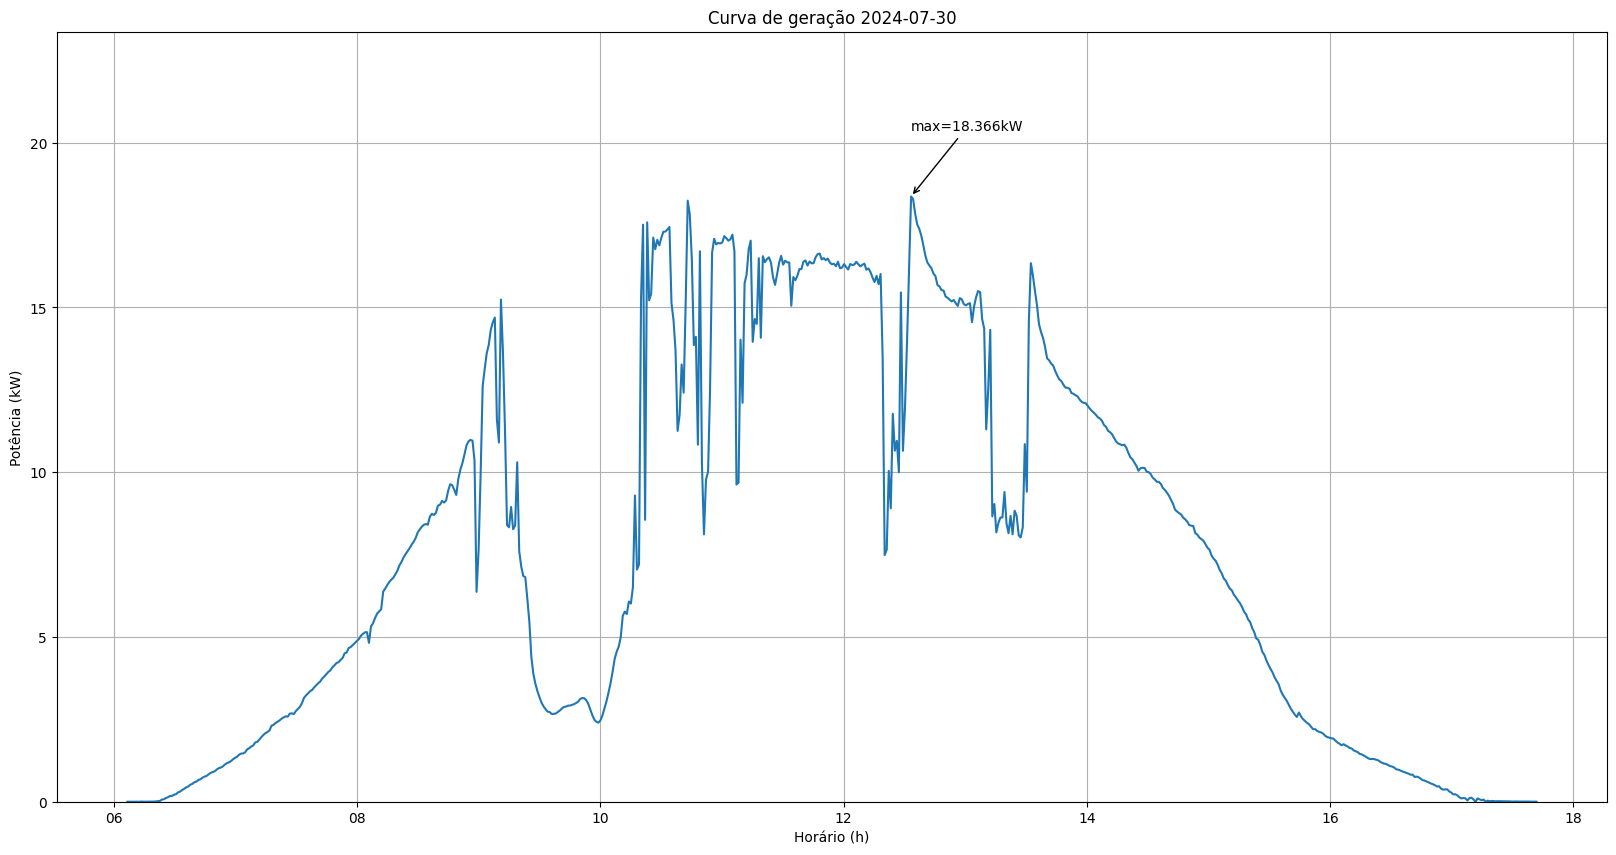 Curva de geração 2024-07-30
max=18.366kW
Potência (kW)
20
15
10
5
0
06 08 10 12 14 16 18
Horário (h)